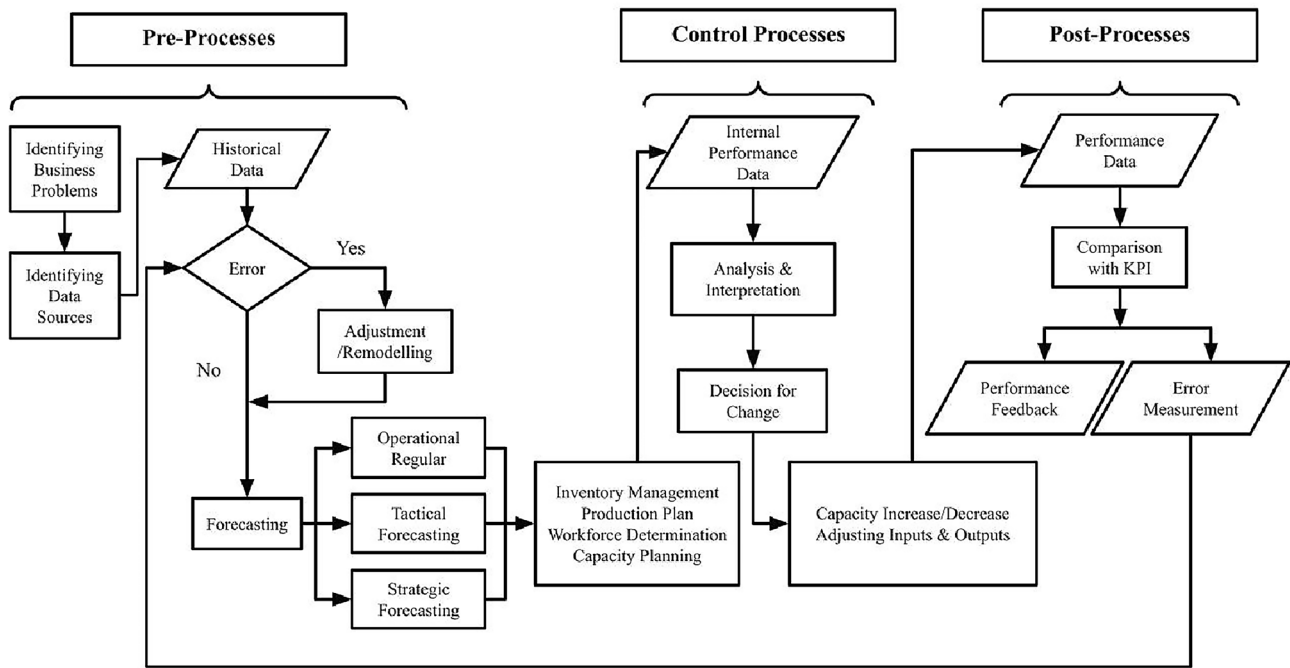 Pre-Processes
Control Processes
Post-Processes
Identifying
Business
Problems
Historical
Data
Identifying
Data
Sources
Error
Yes
No
Adjustment
/Remodelling
Forecasting
Operational
Regular
Tactical
Forecasting
Strategic
Forecasting
Inventory Management
Production Plan
Workforce Determination
Capacity Planning
Internal
Performance
Data
Analysis &
Interpretation
Decision for
Change
Capacity Increase/Decrease
Adjusting Inputs & Outputs
Performance
Data
Comparison
with KPI
Performance
Feedback
Error
Measurement